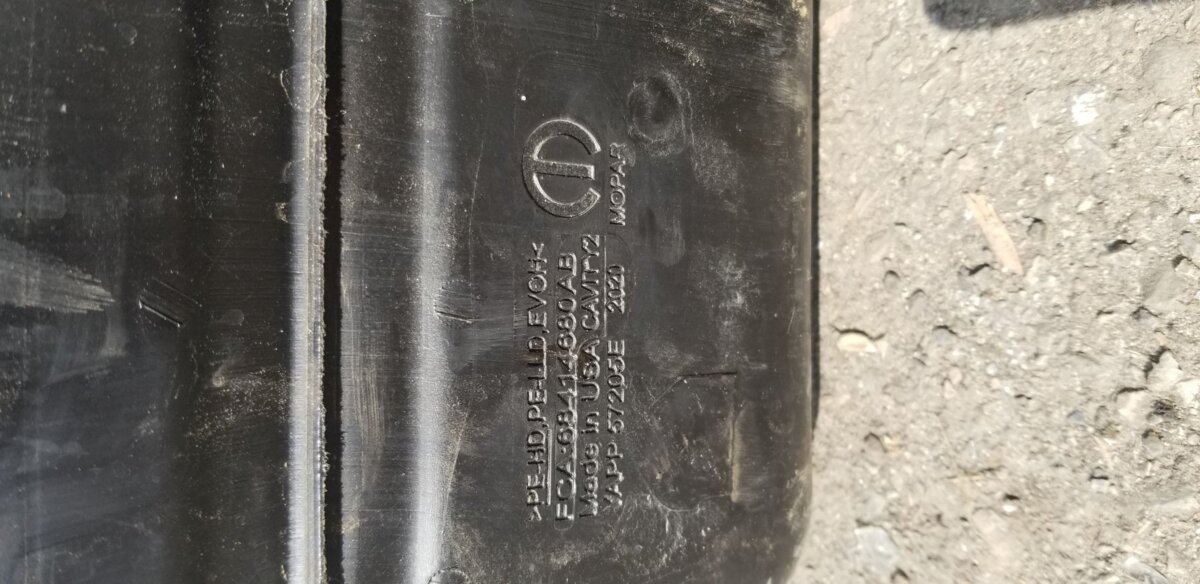 >PE-HD,PE-LLD,EVOH<
FCA:68414880AB
Made in USA CAVITY2
YAPP 57205E 2020
MOPAR